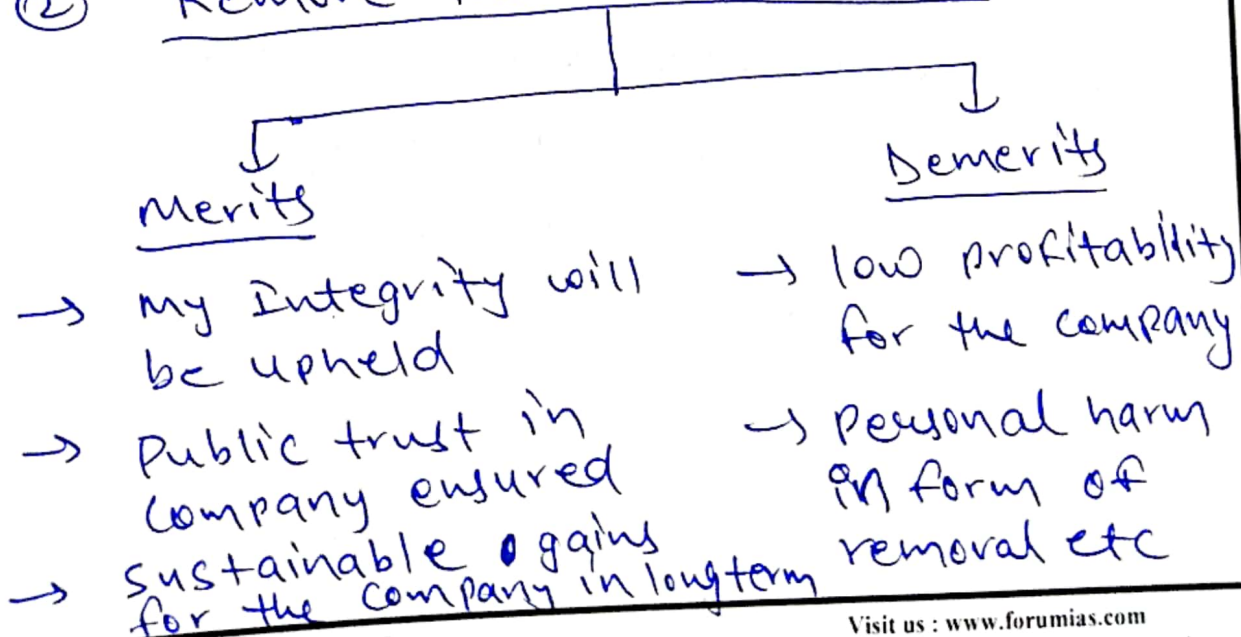 ②
Merits
→ My Integrity will
be upheld
→ Public trust in
Company ensured
→ sustainable gains
for the company in longterm
Demerits
→ low profitability
for the company
→ Personal harm
in form of
removal etc
Visit us : www.forumias.com